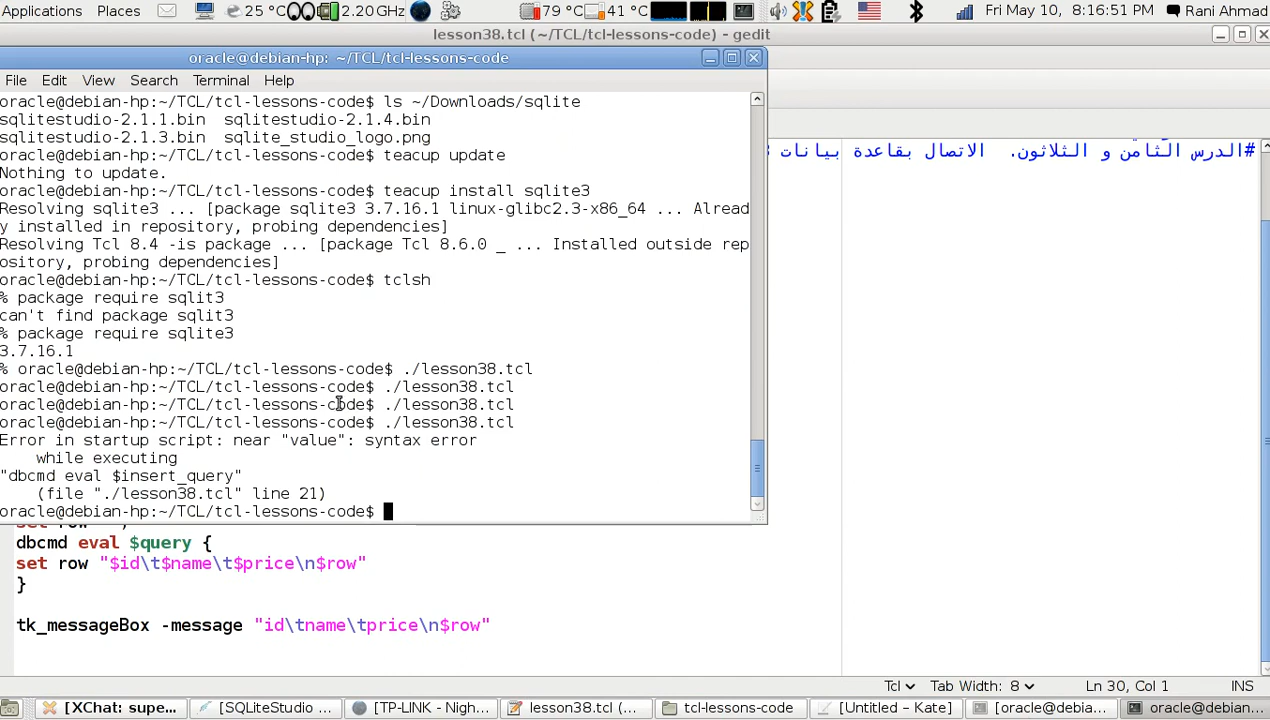 Applications Places 25 °C 2.20 GHz 79 °C 41 °C Fri May 10, 8:16:51 PM Rani Ahmad
lesson38.tcl (~/TCL/tcl-lessons-code) - gedit
oracle@debian-hp: ~/TCL/tcl-lessons-code
File Edit View Search Terminal Help
oracle@debian-hp:~/TCL/tcl-lessons-code$ ls ~/Downloads/sqlite
sqlitestudio-2.1.1.bin sqlitestudio-2.1.4.bin
sqlitestudio-2.1.3.bin sqlite_studio_logo.png
oracle@debian-hp:~/TCL/tcl-lessons-code$ teacup update
Nothing to update.
oracle@debian-hp:~/TCL/tcl-lessons-code$ teacup install sqlite3
Resolving sqlite3 ... [package sqlite3 3.7.16.1 linux-glibc2.3-x86_64 ... Alread
y installed in repository, probing dependencies]
Resolving Tcl 8.4 -is package ... [package Tcl 8.6.0 _ ... Installed outside rep
ository, probing dependencies]
oracle@debian-hp:~/TCL/tcl-lessons-code$ tclsh
% package require sqlit3
can't find package sqlit3
% package require sqlite3
3.7.16.1
% oracle@debian-hp:~/TCL/tcl-lessons-code$ ./lesson38.tcl
oracle@debian-hp:~/TCL/tcl-lessons-code$ ./lesson38.tcl
oracle@debian-hp:~/TCL/tcl-lessons-code$ ./lesson38.tcl
oracle@debian-hp:~/TCL/tcl-lessons-code$ ./lesson38.tcl
Error in startup script: near "value": syntax error
while executing
"dbcmd eval $insert_query"
(file "./lesson38.tcl" line 21)
oracle@debian-hp:~/TCL/tcl-lessons-code$
#الدرس الثامن و الثلاثون. الاتصال بقاعدة بيانات
set row
dbcmd eval $query {
set row "$id\t$name\t$price\n$row"
}
tk_messageBox -message "id\tname\tprice\n$row"
Tcl Tab Width: 8 Ln 30, Col 1 INS
[XChat: supe... [SQLiteStudio ... [TP-LINK - Nigh... lesson38.tcl (~... tcl-lessons-code [Untitled - Kate] [oracle@debian... oracle@debian...